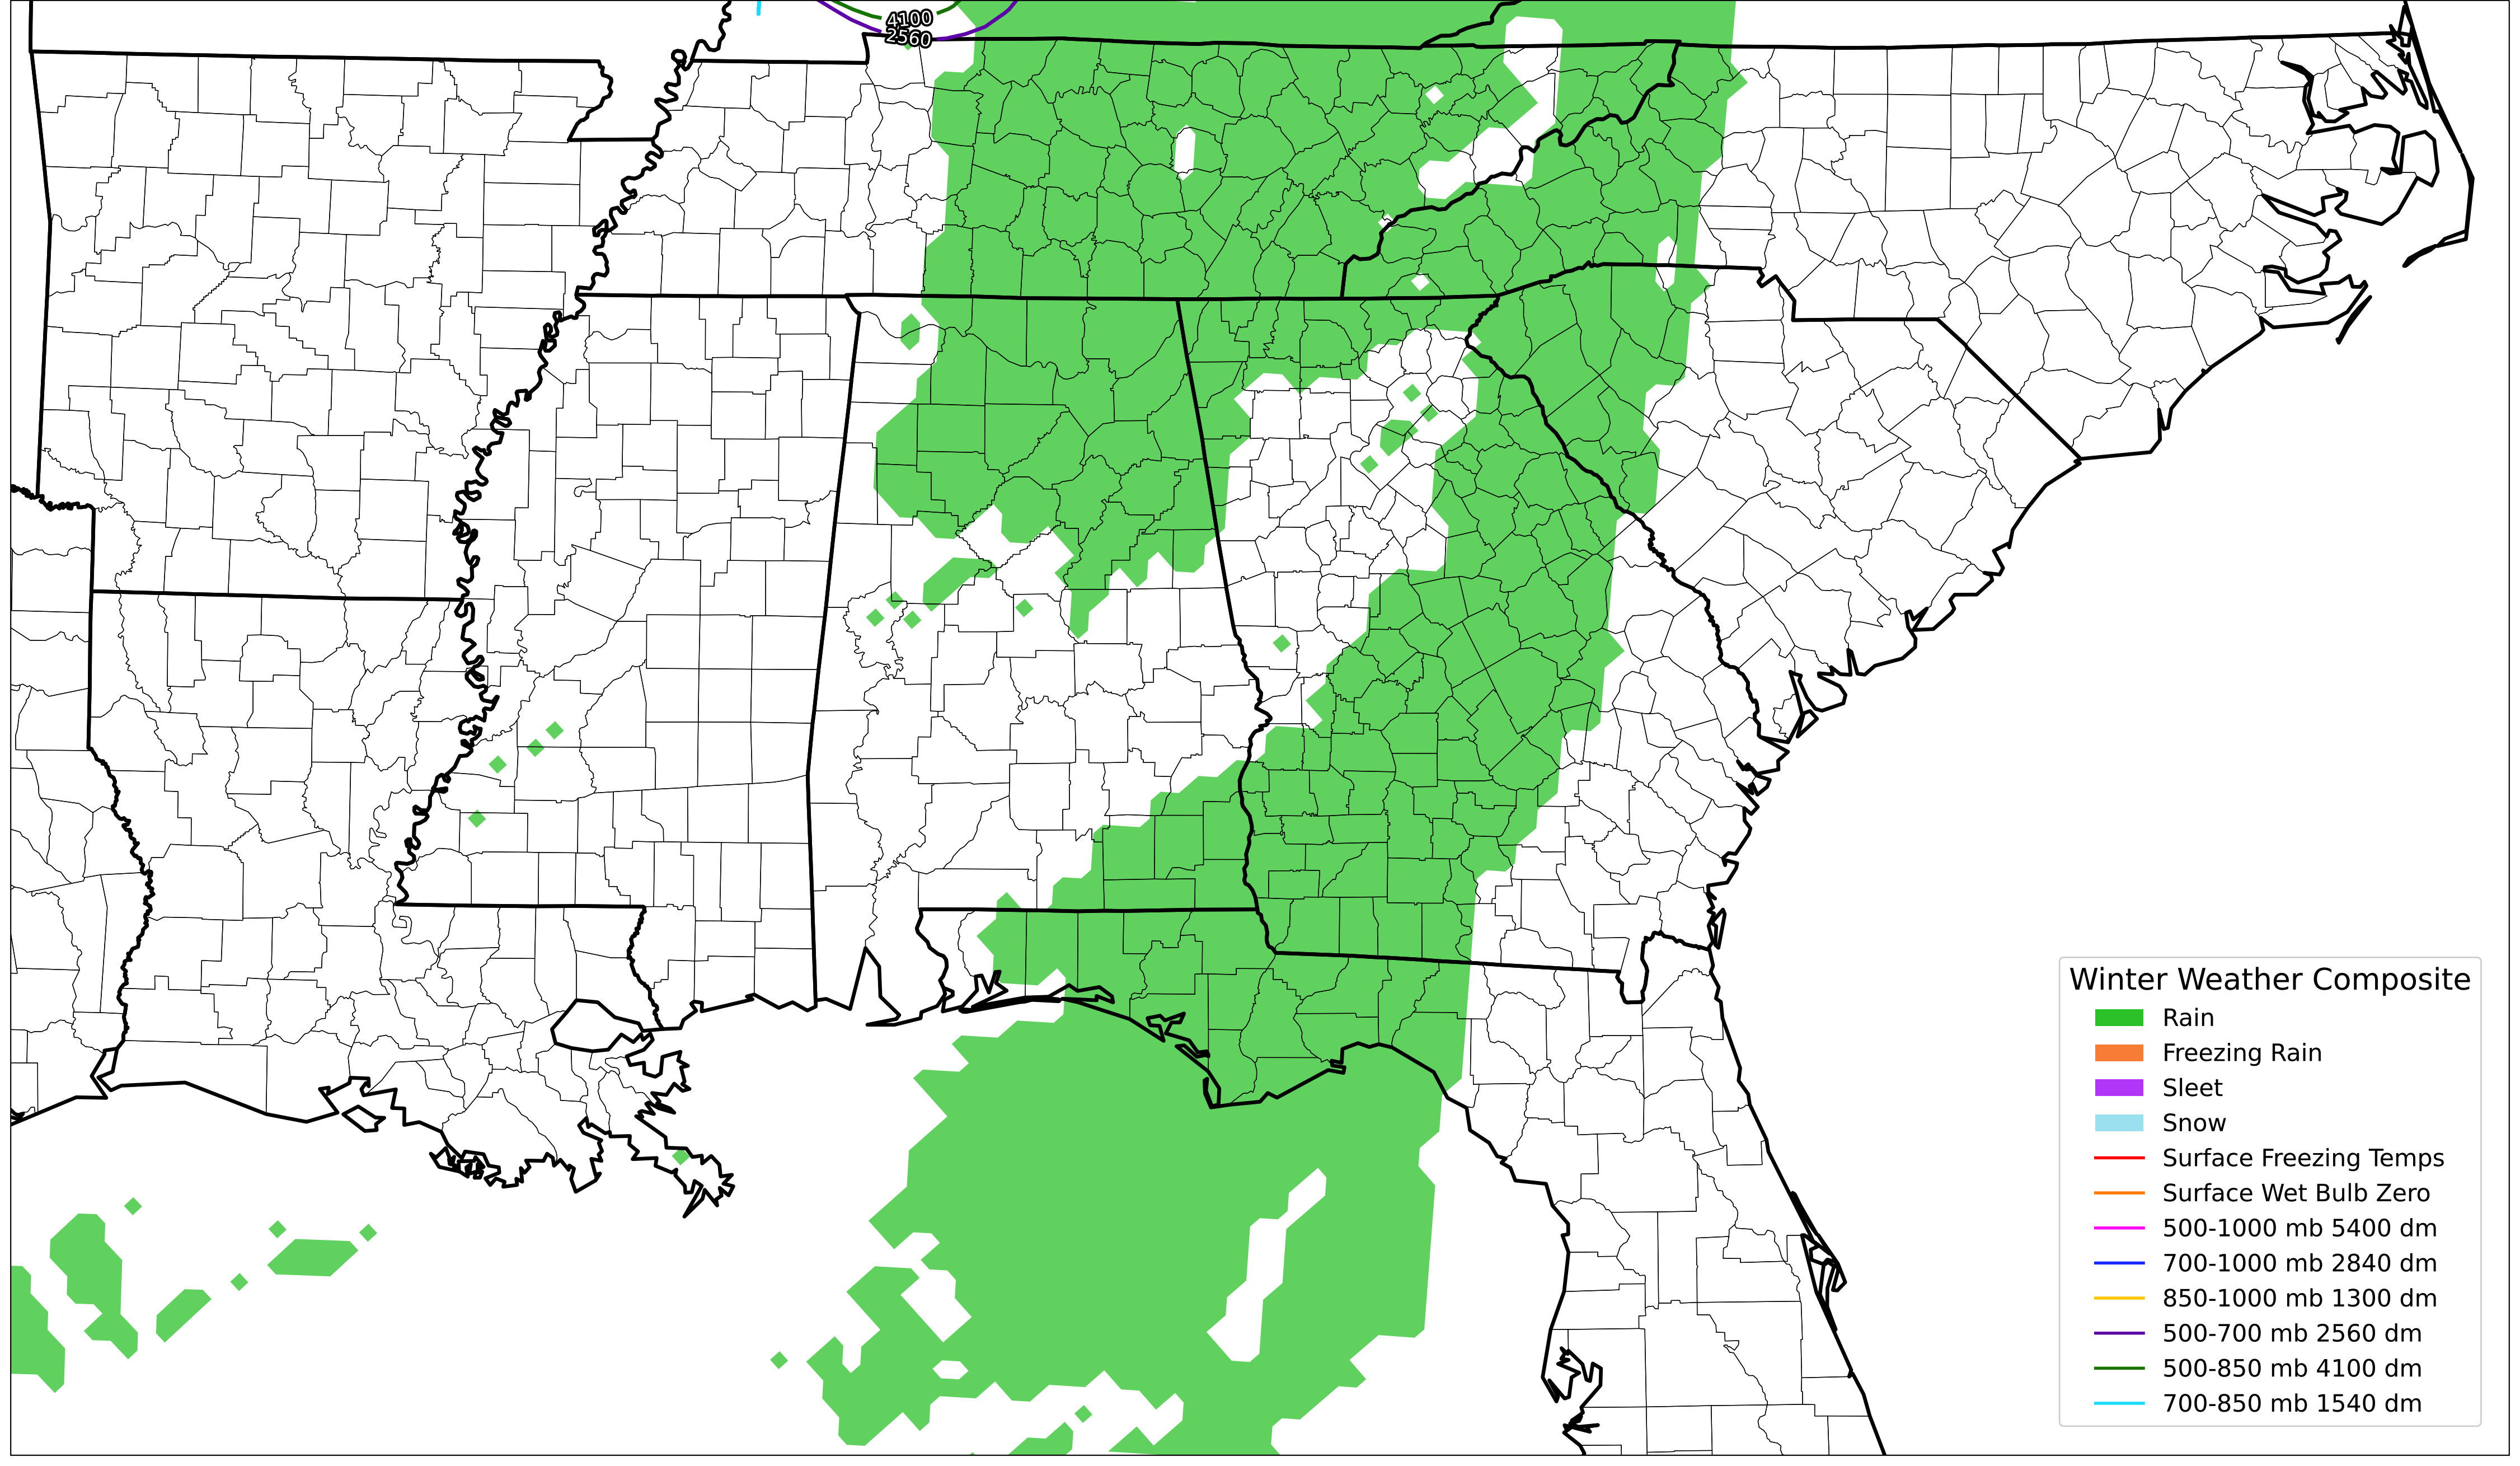 4100
2560
Winter Weather Composite
Rain
Freezing Rain
Sleet
Snow
Surface Freezing Temps
Surface Wet Bulb Zero
500-1000 mb 5400 dm
700-1000 mb 2840 dm
850-1000 mb 1300 dm
500-700 mb 2560 dm
500-850 mb 4100 dm
700-850 mb 1540 dm